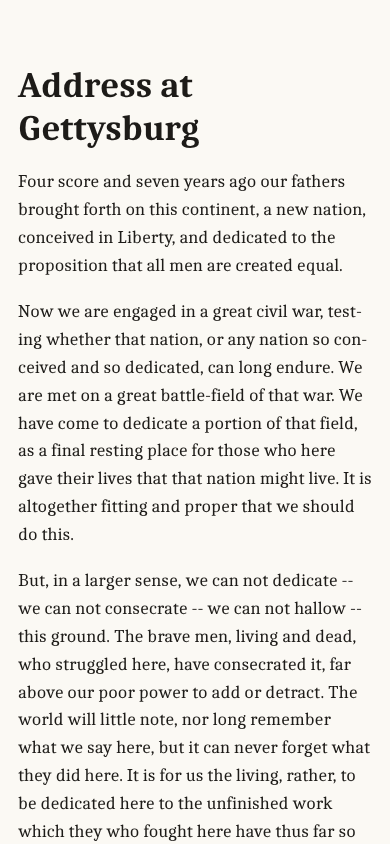 Address at
Gettysburg
Four score and seven years ago our fathers
brought forth on this continent, a new nation,
conceived in Liberty, and dedicated to the
proposition that all men are created equal.
Now we are engaged in a great civil war, test-
ing whether that nation, or any nation so con-
ceived and so dedicated, can long endure. We
are met on a great battle-field of that war. We
have come to dedicate a portion of that field,
as a final resting place for those who here
gave their lives that that nation might live. It is
altogether fitting and proper that we should
do this.
But, in a larger sense, we can not dedicate --
we can not consecrate -- we can not hallow --
this ground. The brave men, living and dead,
who struggled here, have consecrated it, far
above our poor power to add or detract. The
world will little note, nor long remember
what we say here, but it can never forget what
they did here. It is for us the living, rather, to
be dedicated here to the unfinished work
which they who fought here have thus far so